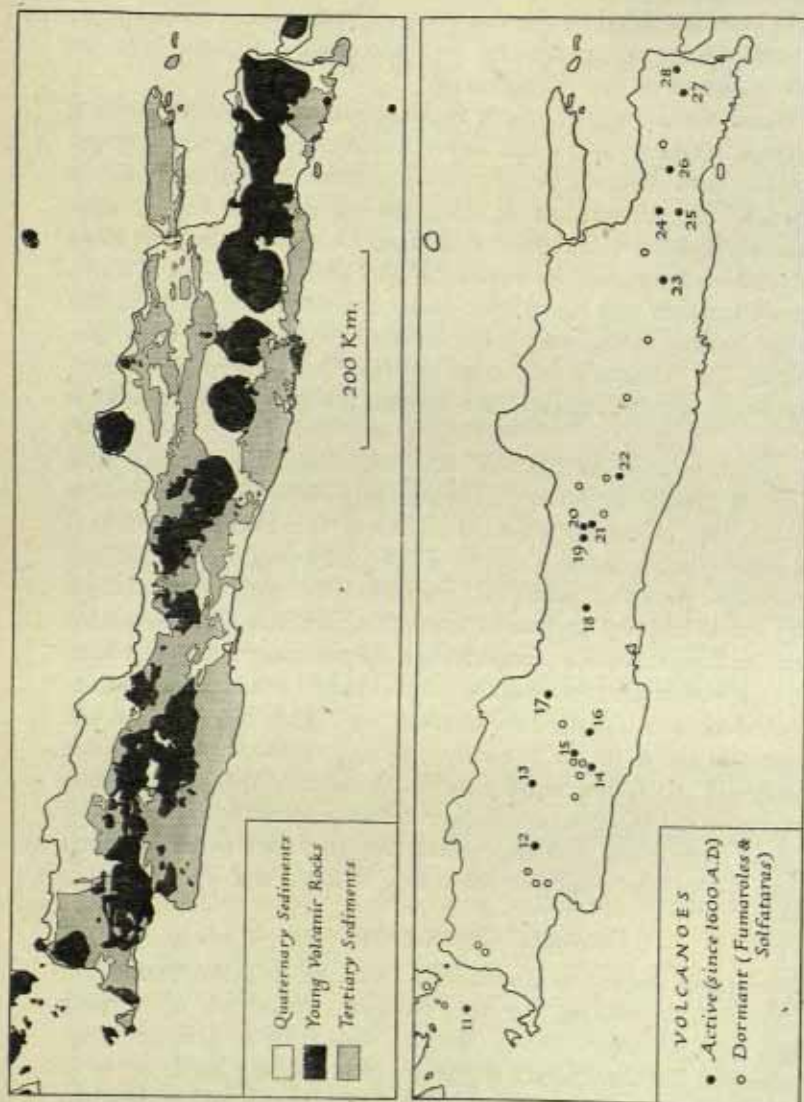 Quaternary Sediments
Young Volcanic Rocks
Tertiary Sediments
200 Km.
VOLCANOES
Active (since 1600 A.D)
Dormant (Fumaroles &
Solfataras)
11
12
13
14
15
16
17
18
19
20
21
22
23
24
25
26
27
28